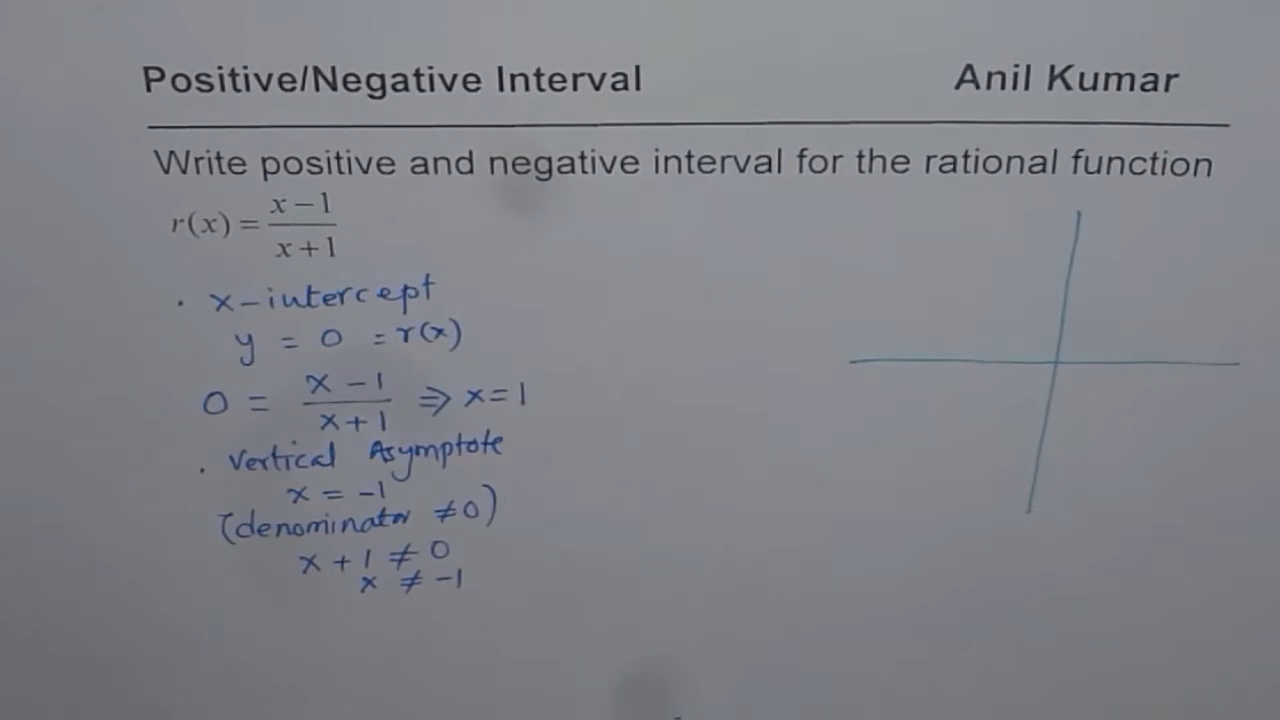 Positive/Negative Interval
Anil Kumar
Write positive and negative interval for the rational function
r(x) = x-1 / x+1
. x-intercept
y = 0 = r(x)
0 = x-1 / x+1 ⇒ x=1
. Vertical Asymptote
x = -1
(denominator ≠0)
x + 1 ≠ 0
x ≠ -1